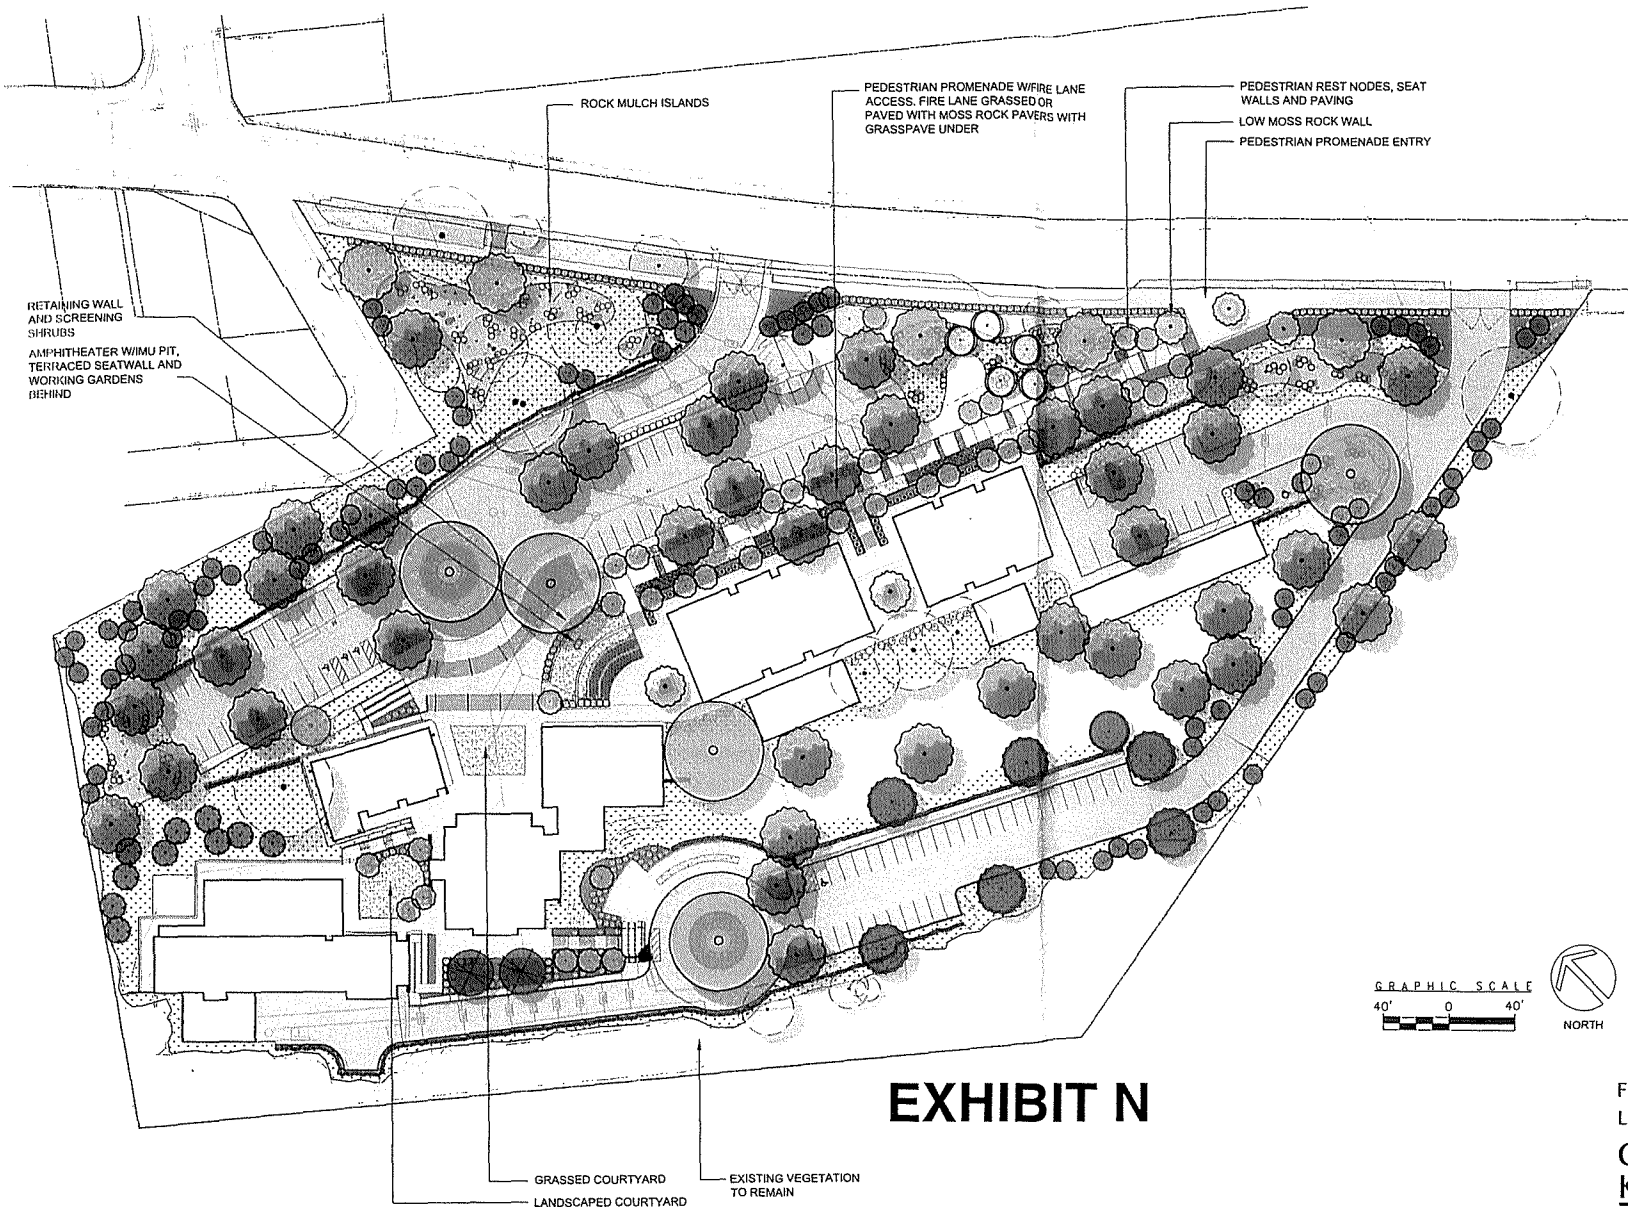 ROCK MULCH ISLANDS
PEDESTRIAN PROMENADE W/FIRE LANE
ACCESS. FIRE LANE GRASSED OR
PAVED WITH MOSS ROCK PAVERS WITH
GRASSPAVE UNDER
PEDESTRIAN REST NODES, SEAT
WALLS AND PAVING
LOW MOSS ROCK WALL
PEDESTRIAN PROMENADE ENTRY
RETAINING WALL
AND SCREENING
SHRUBS
AMPHITHEATER W/IMU PIT,
TERRACED SEATWALL AND
WORKING GARDENS
BEHIND
GRAPHIC SCALE
40' 0 40'
NORTH
EXHIBIT N
F
L
GRASSED COURTYARD
LANDSCAPED COURTYARD
EXISTING VEGETATION
TO REMAIN